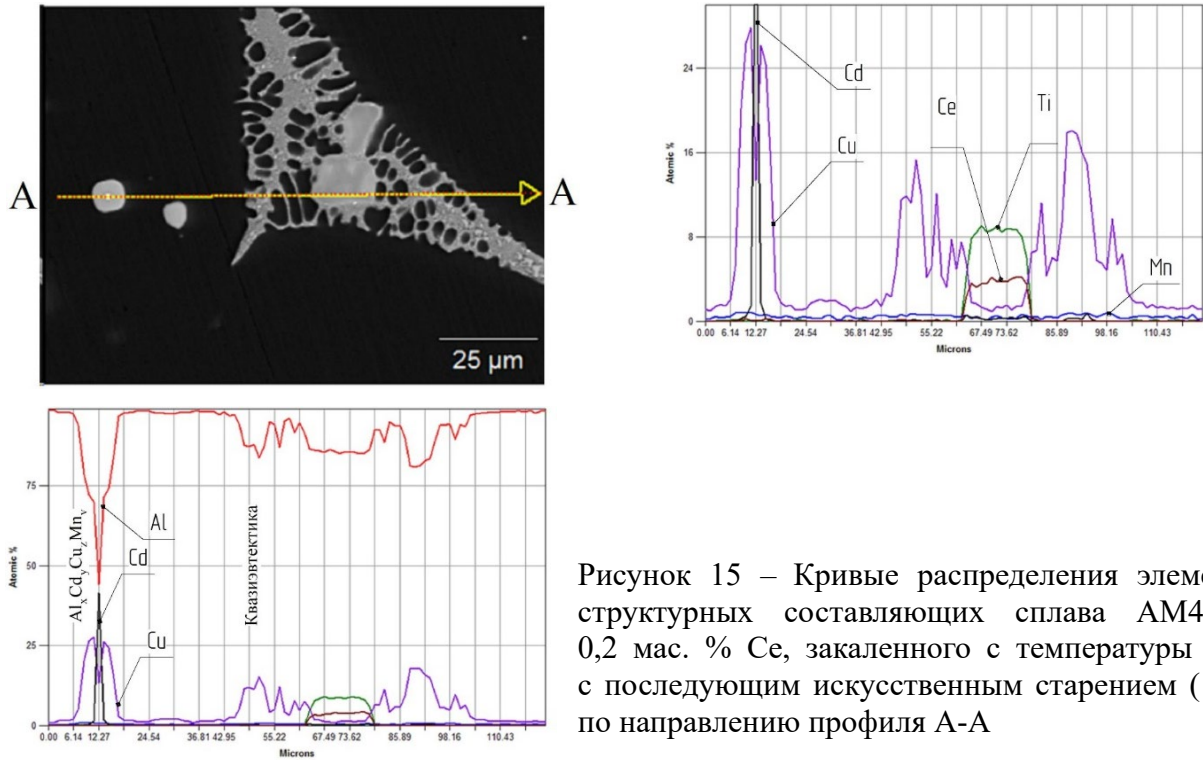 A
A
25 µm
Atomic %
24
16
8
0
Cd
Cu
Ce
Ti
Mn
0.00 6.14 12.27 24.54 36.81 42.95 55.22 67.49 73.62 85.89 98.16 110.43
Microns
Atomic %
75
50
25
0
AlxCdyCuzMnv
Al
Cd
Cu
Квазиэвтектика
0.00 6.14 12.27 24.54 36.81 42.95 55.22 67.49 73.62 85.89 98.16 110.43
Microns
Рисунок 15 – Кривые распределения
структурных составляющих сплава
0,2 мас. % Ce, закаленного с температуры
с последующим искусственным старением (
по направлению профиля А-А